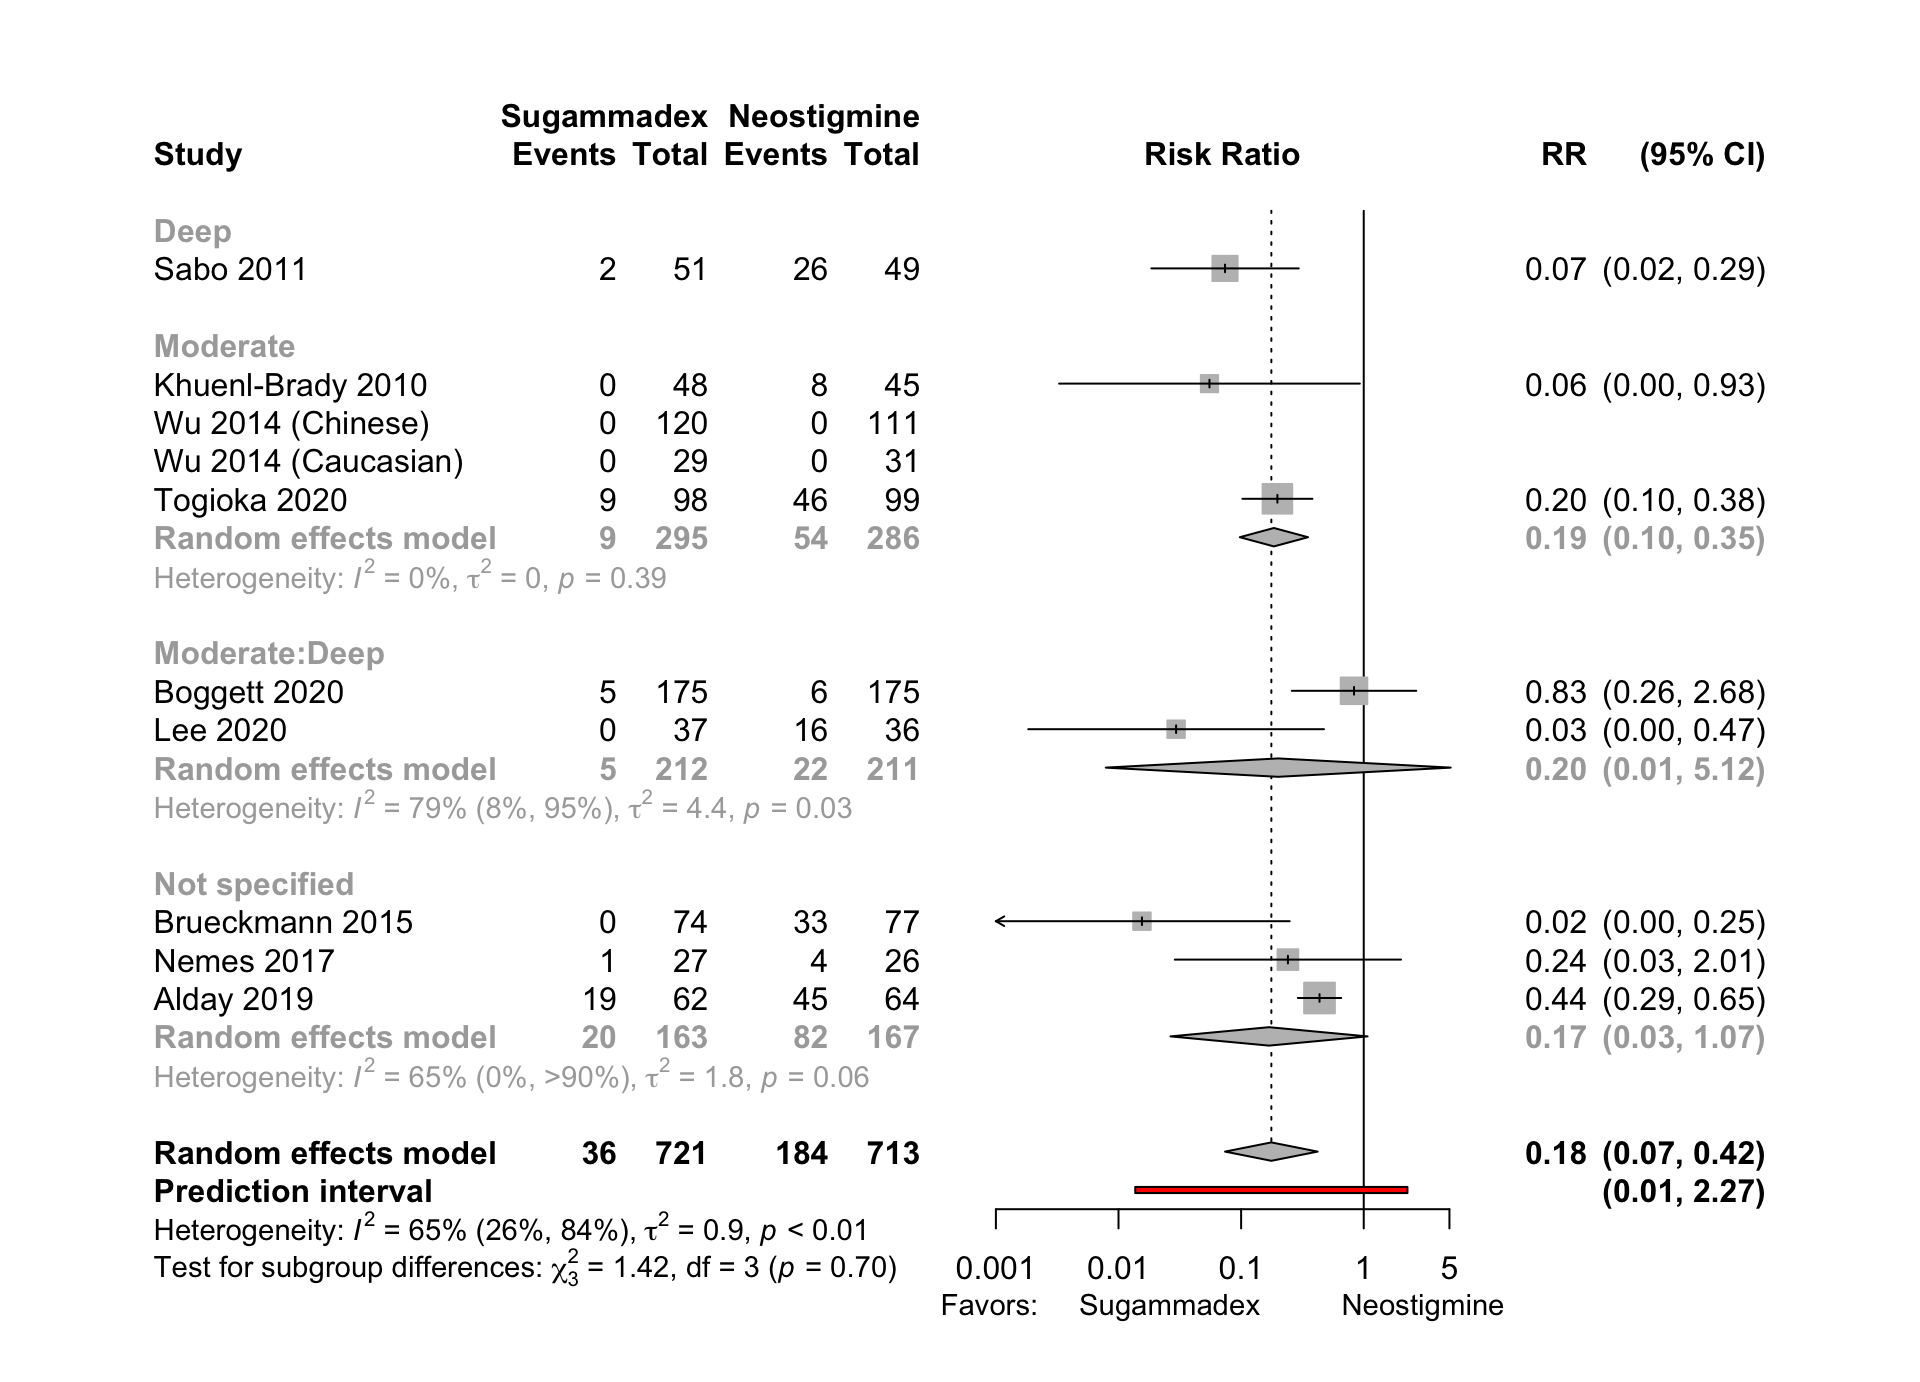 Sugammadex Neostigmine
Study Events Total Events Total Risk Ratio RR (95% CI)
Deep
Sabo 2011 2 51 26 49 0.07 (0.02, 0.29)
Moderate
Khuenl-Brady 2010 0 48 8 45 0.06 (0.00, 0.93)
Wu 2014 (Chinese) 0 120 0 111
Wu 2014 (Caucasian) 0 29 0 31
Togioka 2020 9 98 46 99 0.20 (0.10, 0.38)
Random effects model 9 295 54 286 0.19 (0.10, 0.35)
Heterogeneity: I² = 0%, τ² = 0, p = 0.39
Moderate:Deep
Boggett 2020 5 175 6 175 0.83 (0.26, 2.68)
Lee 2020 0 37 16 36 0.03 (0.00, 0.47)
Random effects model 5 212 22 211 0.20 (0.01, 5.12)
Heterogeneity: I² = 79% (8%, 95%), τ² = 4.4, p = 0.03
Not specified
Brueckmann 2015 0 74 33 77 0.02 (0.00, 0.25)
Nemes 2017 1 27 4 26 0.24 (0.03, 2.01)
Alday 2019 19 62 45 64 0.44 (0.29, 0.65)
Random effects model 20 163 82 167 0.17 (0.03, 1.07)
Heterogeneity: I² = 65% (0%, >90%), τ² = 1.8, p = 0.06
Random effects model 36 721 184 713 0.18 (0.07, 0.42)
Prediction interval (0.01, 2.27)
Heterogeneity: I² = 65% (26%, 84%), τ² = 0.9, p < 0.01
Test for subgroup differences: χ²₃ = 1.42, df = 3 (p = 0.70) 0.001 0.01 0.1 1 5
Favors: Sugammadex Neostigmine